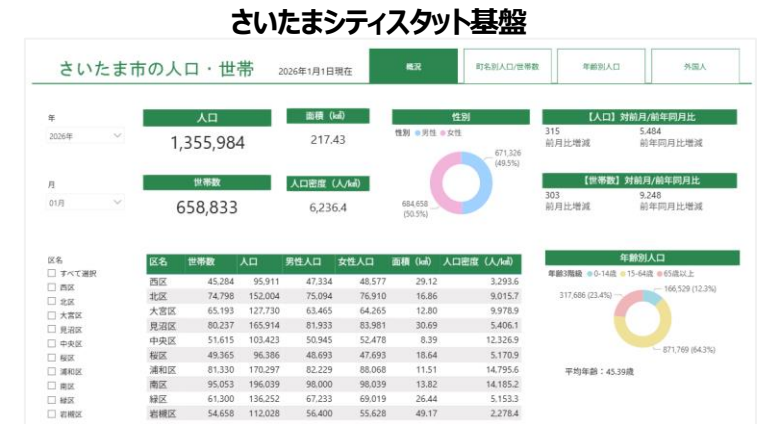 さいたまシティスタット基盤
さいたま市の人口・世帯 2026年1月1日現在 概況 町名別人口/世帯数 年齢別人口 外国人
年
2026年
月
01月
人口
1,355,984
面積（㎢）
217.43
世帯数
658,833
人口密度（人/㎢）
6,236.4
性別
性別 男性 女性
671,326
(49.5%)
684,658
(50.5%)
【人口】対前月/前年同月比
315 5,484
前月比増減 前年同月比増減
【世帯数】対前月/前年同月比
303 9,248
前月比増減 前年同月比増減
区名
すべて選択
西区
北区
大宮区
見沼区
中央区
桜区
浦和区
南区
緑区
岩槻区
区名 世帯数 人口 男性人口 女性人口 面積（㎢） 人口密度（人/㎢）
西区 45,284 95,911 47,334 48,577 29.12 3,293.6
北区 74,798 152,004 75,094 76,910 16.86 9,015.7
大宮区 65,193 127,730 63,465 64,265 12.80 9,978.9
見沼区 80,237 165,914 81,933 83,981 30.69 5,406.1
中央区 51,615 103,423 50,945 52,478 8.39 12,326.9
桜区 49,365 96,386 48,693 47,693 18.64 5,170.9
浦和区 81,330 170,297 82,229 88,068 11.51 14,795.6
南区 95,053 196,039 98,000 98,039 13.82 14,185.2
緑区 61,300 136,252 67,233 69,019 26.44 5,153.3
岩槻区 54,658 112,028 56,400 55,628 49.17 2,278.4
年齢別人口
年齢3階級 0-14歳 15-64歳 65歳以上
317,686 (23.4%)
166,529 (12.3%)
871,769 (64.3%)
平均年齢：45.39歳